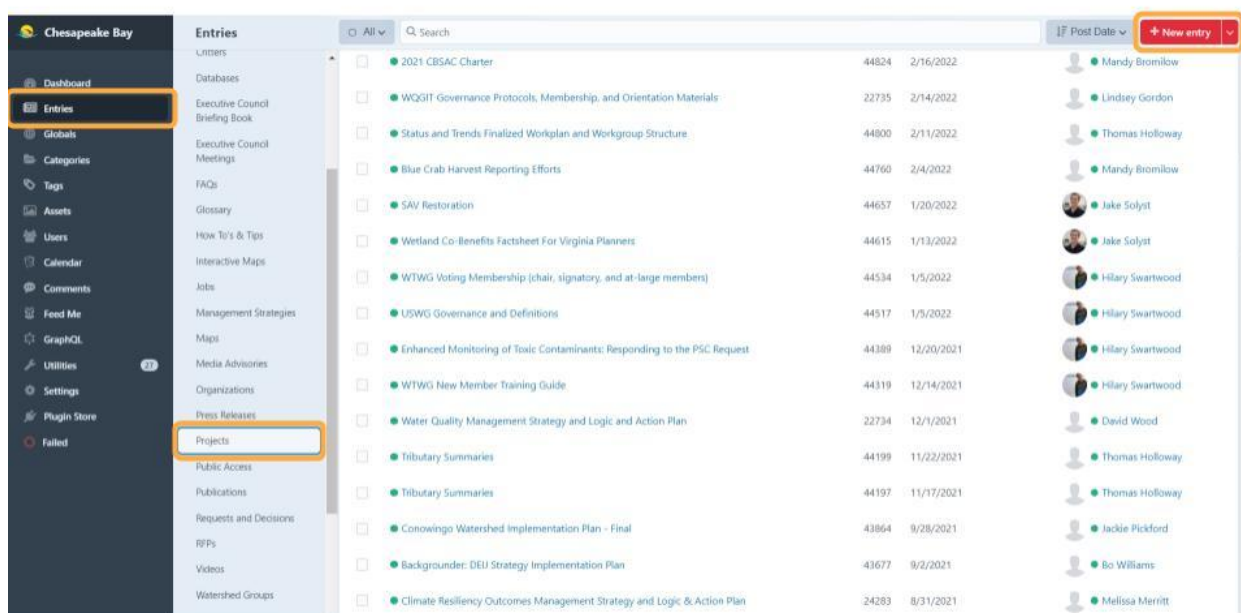 Chesapeake Bay
Dashboard
Entries
Globals
Categories
Tags
Assets
Users
Calendar
Comments
Feed Me
GraphQL
Utilities 27
Settings
Plugin Store
Failed
Entries
Critters
Databases
Executive Council
Briefing Book
Executive Council
Meetings
FAQs
Glossary
How To's & Tips
Interactive Maps
Jobs
Management Strategies
Maps
Media Advisories
Organizations
Press Releases
Projects
Public Access
Publications
Requests and Decisions
RFPs
Videos
Watershed Groups
All Search Post Date + New entry
2021 CBSAC Charter 44824 2/16/2022 Mandy Bromilow
WQGIT Governance Protocols, Membership, and Orientation Materials 22735 2/14/2022 Lindsey Gordon
Status and Trends Finalized Workplan and Workgroup Structure 44800 2/11/2022 Thomas Holloway
Blue Crab Harvest Reporting Efforts 44760 2/4/2022 Mandy Bromilow
SAV Restoration 44657 1/20/2022 Jake Solyst
Wetland Co-Benefits Factsheet For Virginia Planners 44615 1/13/2022 Jake Solyst
WTWG Voting Membership (chair, signatory, and at-large members) 44534 1/5/2022 Hilary Swartwood
USWG Governance and Definitions 44517 1/5/2022 Hilary Swartwood
Enhanced Monitoring of Toxic Contaminants: Responding to the PSC Request 44389 12/20/2021 Hilary Swartwood
WTWG New Member Training Guide 44319 12/14/2021 Hilary Swartwood
Water Quality Management Strategy and Logic and Action Plan 22734 12/1/2021 David Wood
Tributary Summaries 44199 11/22/2021 Thomas Holloway
Tributary Summaries 44197 11/17/2021 Thomas Holloway
Conowingo Watershed Implementation Plan - Final 43864 9/28/2021 Jackie Pickford
Backgrounder: DEIJ Strategy Implementation Plan 43677 9/2/2021 Bo Williams
Climate Resiliency Outcomes Management Strategy and Logic & Action Plan 24283 8/31/2021 Melissa Merritt